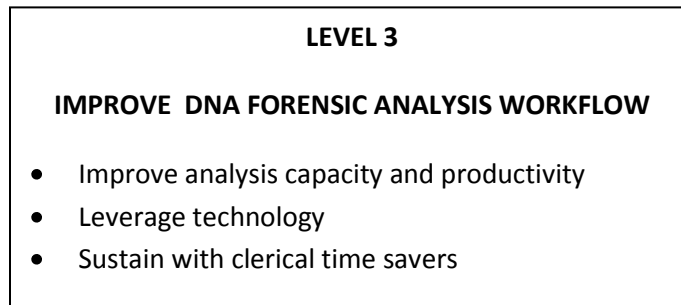 LEVEL 3
IMPROVE DNA FORENSIC ANALYSIS WORKFLOW
• Improve analysis capacity and productivity
• Leverage technology
• Sustain with clerical time savers